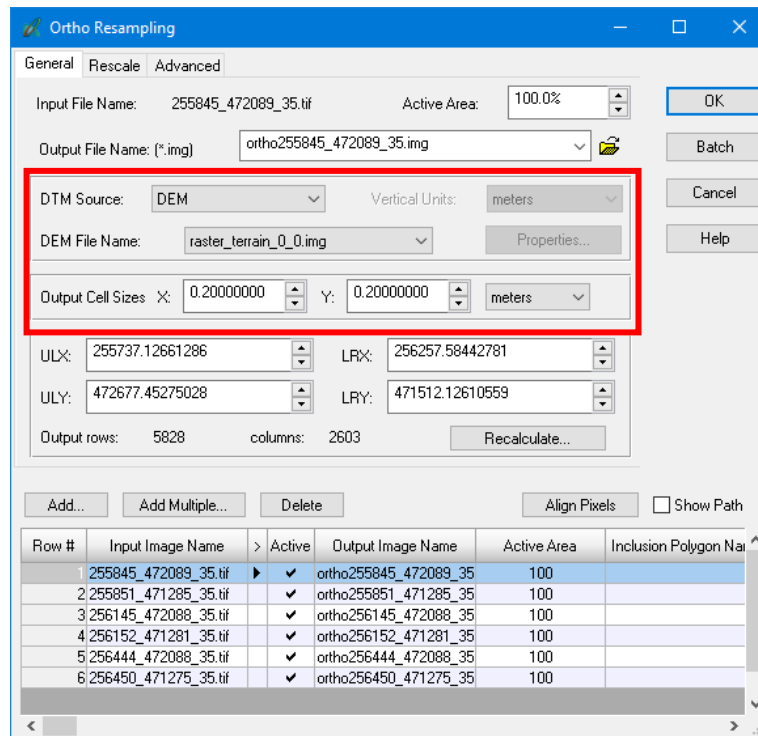 Ortho Resampling
General Rescale Advanced
Input File Name: 255845_472089_35.tif Active Area: 100.0% OK
Output File Name: (*.img) ortho255845_472089_35.img Batch
DTM Source: DEM Vertical Units: meters Cancel
DEM File Name: raster_terrain_0_0.img Properties... Help
Output Cell Sizes X: 0.20000000 Y: 0.20000000 meters
ULX: 255737.12661286 LRX: 256257.58442781
ULY: 472677.45275028 LRY: 471512.12610559
Output rows: 5828 columns: 2603 Recalculate...
Add... Add Multiple... Delete Align Pixels Show Path
Row # Input Image Name > Active Output Image Name Active Area Inclusion Polygon
1 255845_472089_35.tif ortho255845_472089_35 100
2 255851_471285_35.tif ortho255851_471285_35 100
3 256145_472088_35.tif ortho256145_472088_35 100
4 256152_471281_35.tif ortho256152_471281_35 100
5 256444_472088_35.tif ortho256444_472088_35 100
6 256450_471275_35.tif ortho256450_471275_35 100